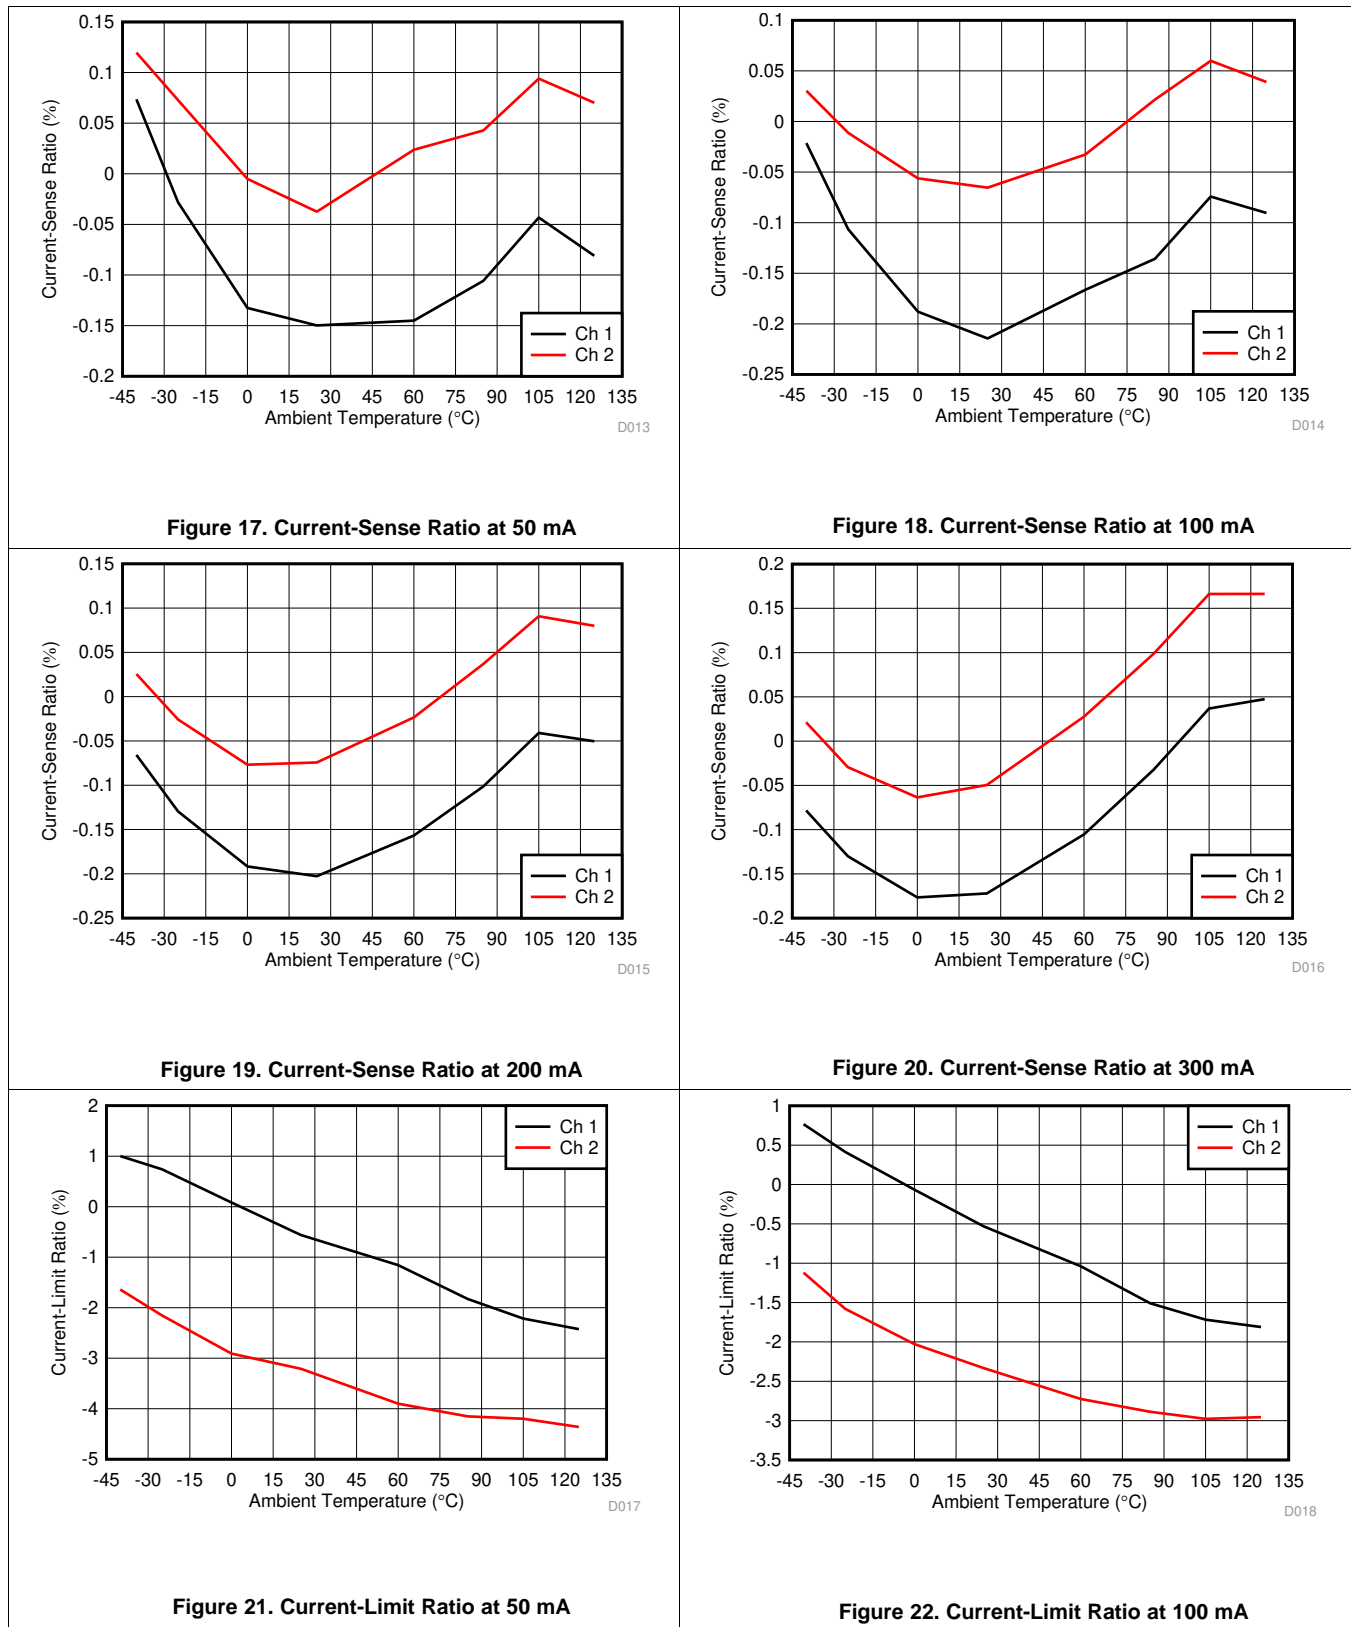 0.15
0.1
0.05
0
-0.05
-0.1
-0.15
-0.2
Current-Sense Ratio (%)
Ch 1
Ch 2
-45 -30 -15 0 15 30 45 60 75 90 105 120 135
Ambient Temperature (°C)
D013
Figure 17. Current-Sense Ratio at 50 mA
0.1
0.05
0
-0.05
-0.1
-0.15
-0.2
-0.25
Current-Sense Ratio (%)
Ch 1
Ch 2
-45 -30 -15 0 15 30 45 60 75 90 105 120 135
Ambient Temperature (°C)
D014
Figure 18. Current-Sense Ratio at 100 mA
0.15
0.1
0.05
0
-0.05
-0.1
-0.15
-0.2
-0.25
Current-Sense Ratio (%)
Ch 1
Ch 2
-45 -30 -15 0 15 30 45 60 75 90 105 120 135
Ambient Temperature (°C)
D015
Figure 19. Current-Sense Ratio at 200 mA
0.2
0.15
0.1
0.05
0
-0.05
-0.1
-0.15
-0.2
Current-Sense Ratio (%)
Ch 1
Ch 2
-45 -30 -15 0 15 30 45 60 75 90 105 120 135
Ambient Temperature (°C)
D016
Figure 20. Current-Sense Ratio at 300 mA
2
1
0
-1
-2
-3
-4
-5
Current-Limit Ratio (%)
Ch 1
Ch 2
-45 -30 -15 0 15 30 45 60 75 90 105 120 135
Ambient Temperature (°C)
D017
Figure 21. Current-Limit Ratio at 50 mA
1
0.5
0
-0.5
-1
-1.5
-2
-2.5
-3
-3.5
Current-Limit Ratio (%)
Ch 1
Ch 2
-45 -30 -15 0 15 30 45 60 75 90 105 120 135
Ambient Temperature (°C)
D018
Figure 22. Current-Limit Ratio at 100 mA